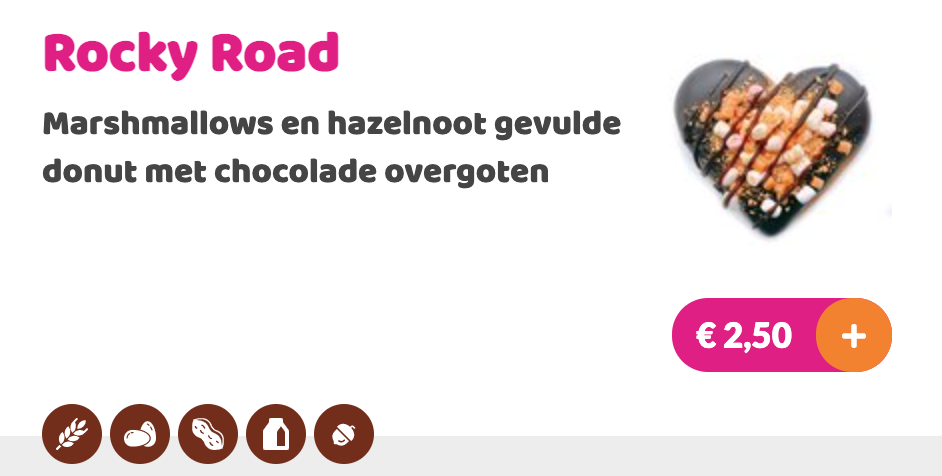 Rocky Road
Marshmallows en hazelnoot gevulde
donut met chocolade overgoten
€ 2,50 +